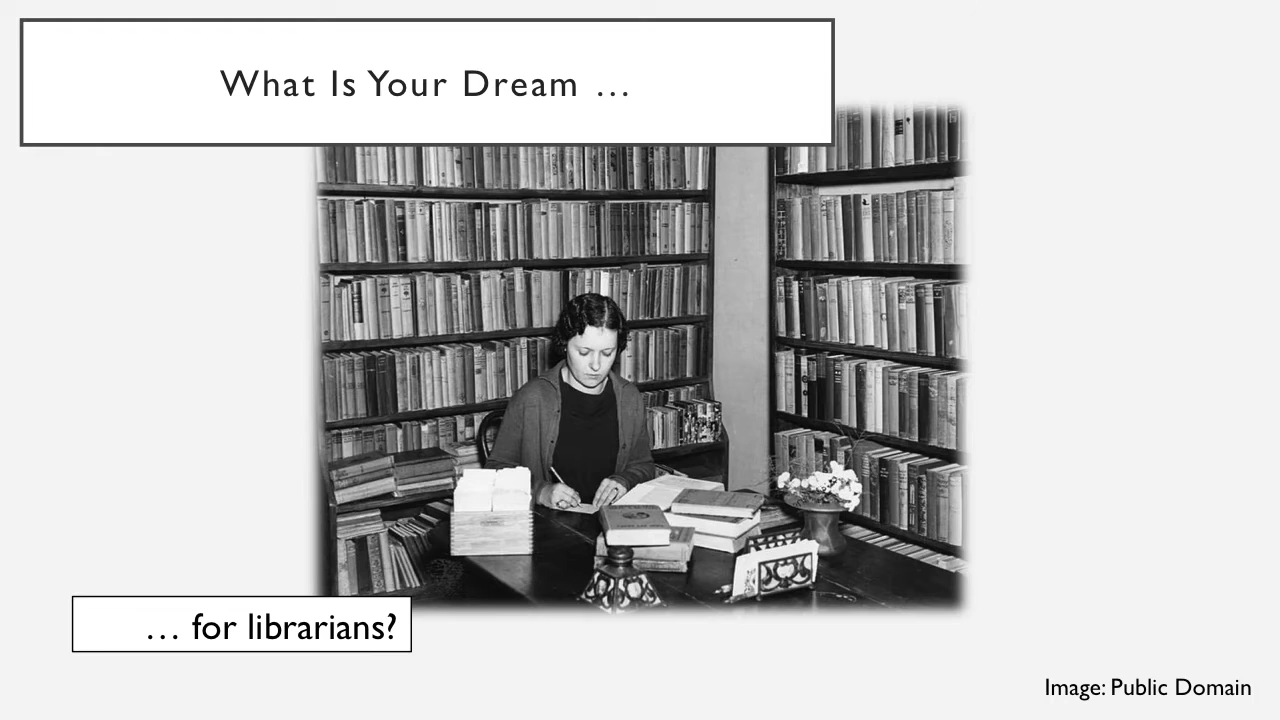 What Is Your Dream …
… for librarians?
Image: Public Domain